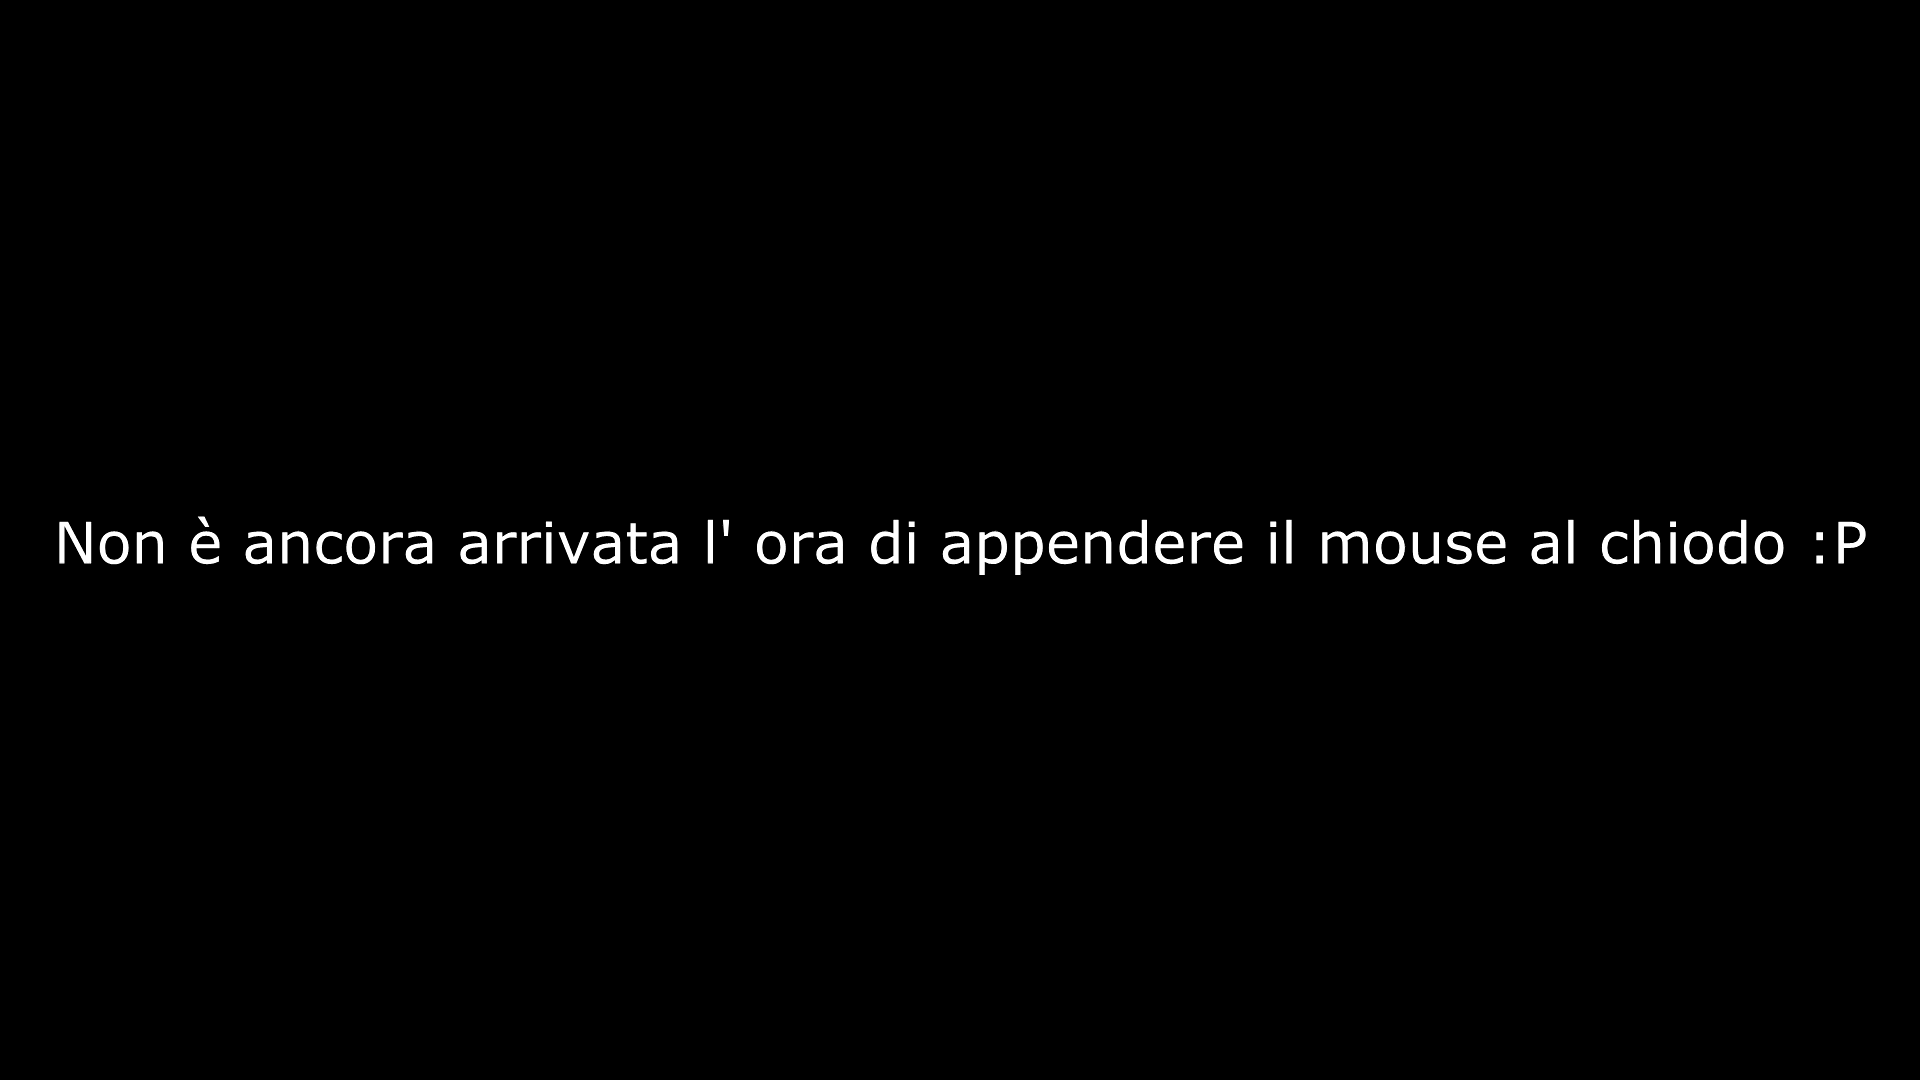 Non è ancora arrivata l' ora di appendere il mouse al chiodo :P